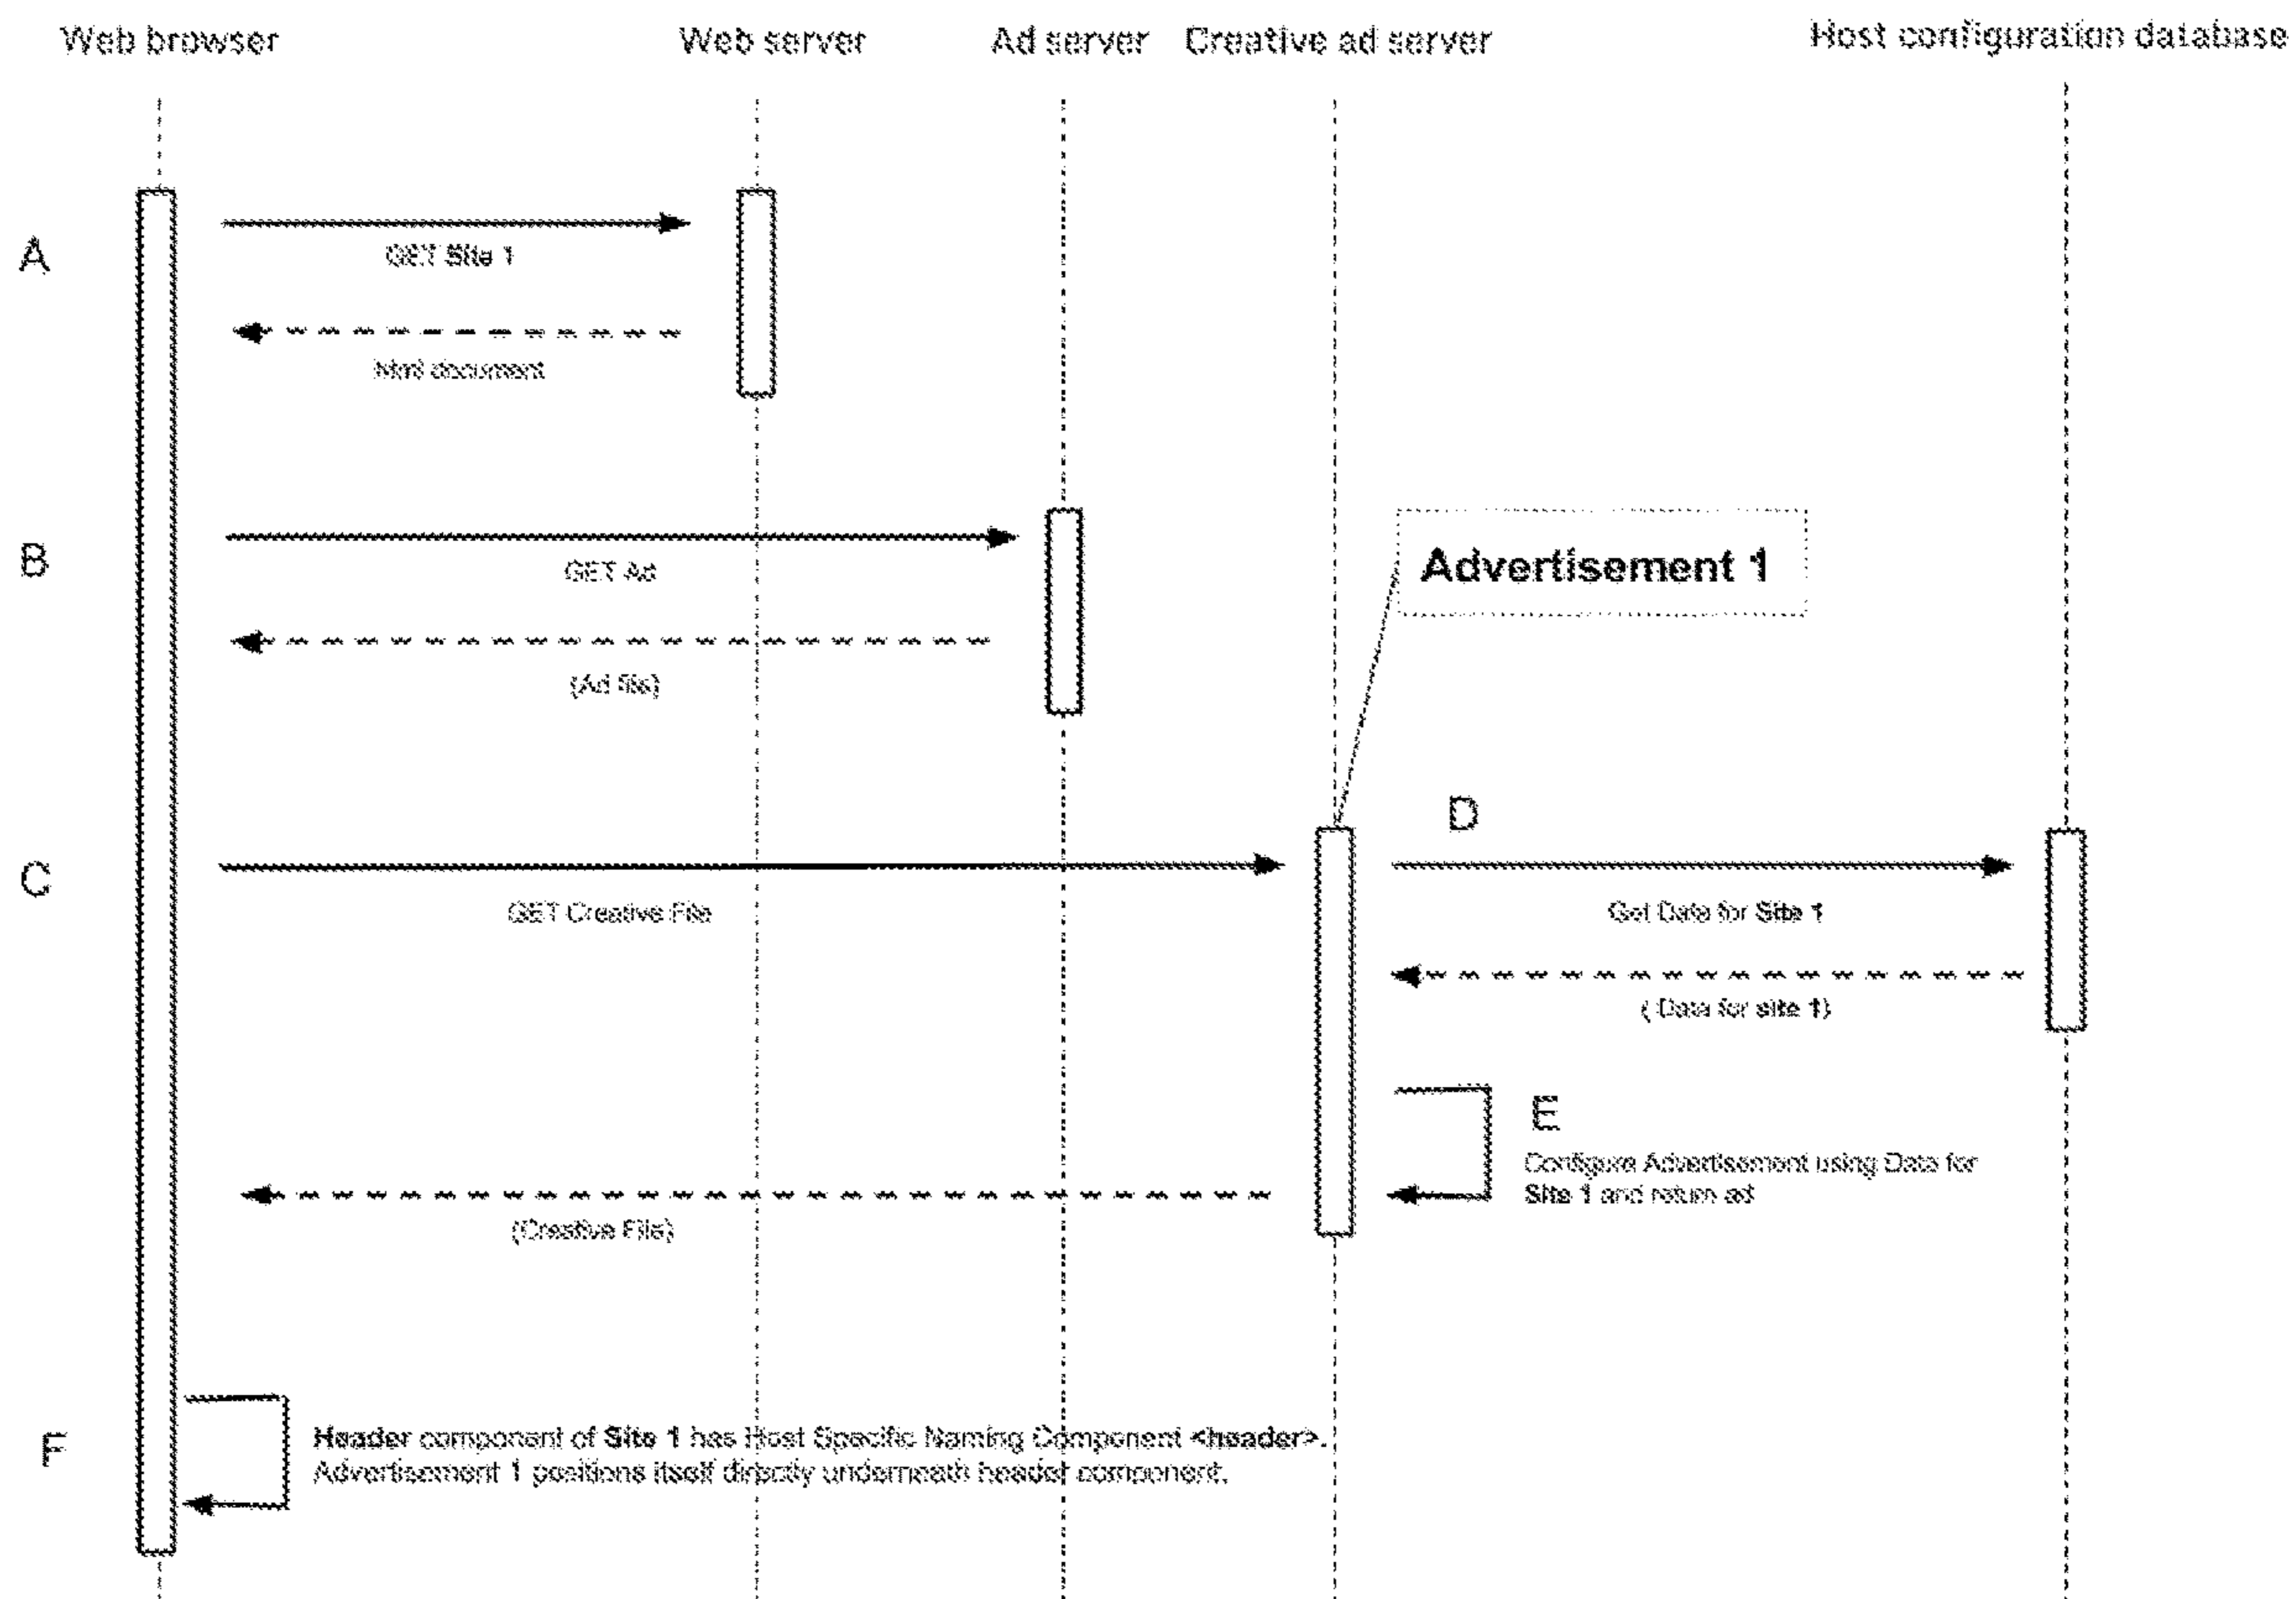 Web browser
Web server
Ad server
Creative ad server
Host configuration database
A
GET Site 1
html document
B
GET Ad
(Ad file)
Advertisement 1
C
GET Creative File
D
Get Data for Site 1
( Data for site 1)
E
Configure Advertisement using Data for
Site 1 and return ad
(Creative File)
F
Header component of Site 1 has Host Specific Naming Component <header>.
Advertisement 1 positions itself directly underneath header component.